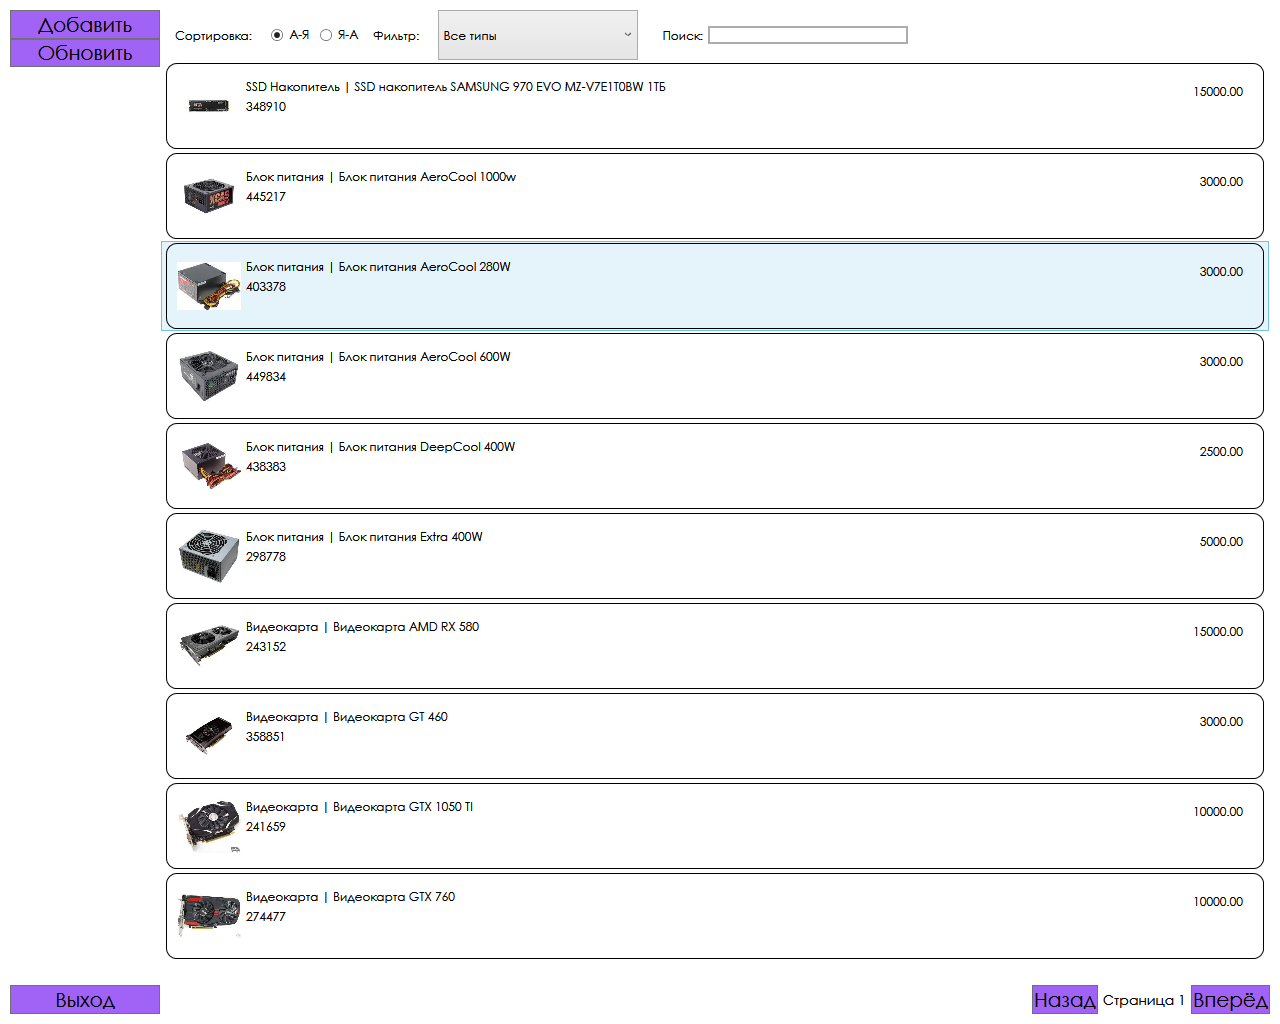 Добавить
Обновить
Сортировка: А-Я Я-А Фильтр: Все типы Поиск:
SSD Накопитель | SSD накопитель SAMSUNG 970 EVO MZ-V7E1T0BW 1ТБ 15000.00
348910
Блок питания | Блок питания AeroCool 1000w 3000.00
445217
Блок питания | Блок питания AeroCool 280W 3000.00
403378
Блок питания | Блок питания AeroCool 600W 3000.00
449834
Блок питания | Блок питания DeepCool 400W 2500.00
438383
Блок питания | Блок питания Extra 400W 5000.00
298778
Видеокарта | Видеокарта AMD RX 580 15000.00
243152
Видеокарта | Видеокарта GT 460 3000.00
358851
Видеокарта | Видеокарта GTX 1050 TI 10000.00
241659
Видеокарта | Видеокарта GTX 760 10000.00
274477
Выход Назад Страница 1 Вперёд